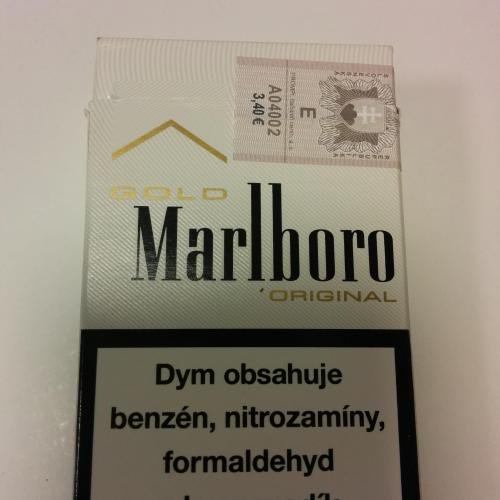 SLOVENSKÁ
REPUBLIKA
E
A04002
3,40 €
GOLD
Marlboro
ORIGINAL
Dym obsahuje
benzén, nitrozamíny,
formaldehyd